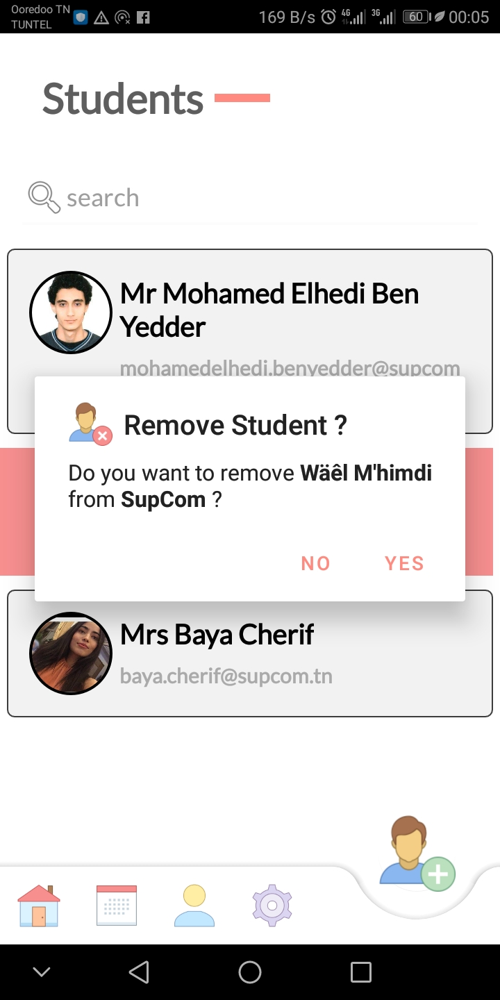 Ooredoo TN
TUNTEL
169 B/s 4G 3G 60 00:05
Students
search
Mr Mohamed Elhedi Ben
Yedder
mohamedelhedi.benyedder@supcom
Remove Student ?
Do you want to remove Wäêl M'himdi
from SupCom ?
NO YES
Mrs Baya Cherif
baya.cherif@supcom.tn